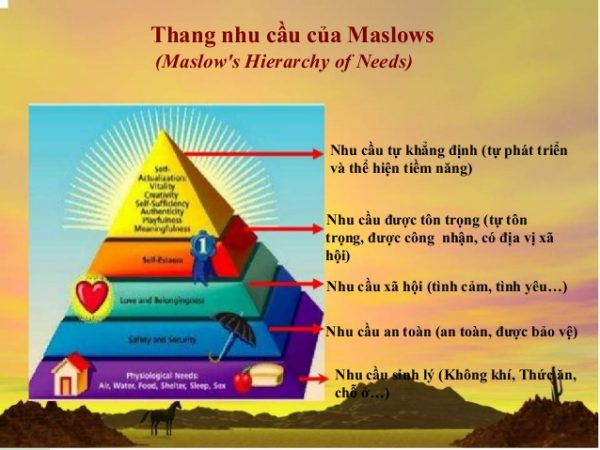 Thang nhu cầu của Maslows
(Maslow's Hierarchy of Needs)
Self-
Actualization:
Vitality
Creativity
Self-Sufficiency
Authenticity
Playfulness
Meaningfulness
Nhu cầu tự khẳng định (tự phát triển
và thể hiện tiềm năng)
1
Self-Esteem
Nhu cầu được tôn trọng (tự tôn
trọng, được công nhận, có địa vị xã
hội)
Love and Belongingness
Nhu cầu xã hội (tình cảm, tình yêu…)
Safety and Security
Nhu cầu an toàn (an toàn, được bảo vệ)
Physiological Needs:
Air, Water, Food, Shelter, Sleep, Sex
Nhu cầu sinh lý (Không khí, Thức ăn,
chỗ ở…)